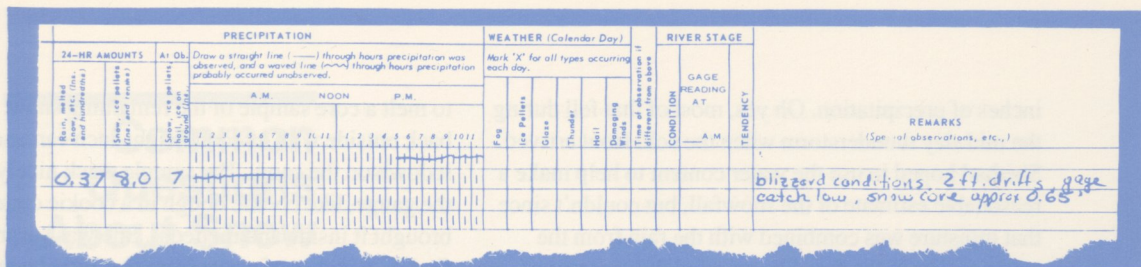 PRECIPITATION
WEATHER (Calendar Day)
RIVER STAGE
24-HR AMOUNTS
At Ob.
Draw a straight line (——) through hours precipitation was
observed, and a waved line (~~~) through hours precipitation
probably occurred unobserved.
Mark 'X' for all types occurring
each day.
Rain, melted
snow, etc. (Ins.
and hundredths)
Snow, ice pellets
(Ins. and tenths)
Snow, ice pellets,
hail, ice on
ground (Ins.)
A.M. NOON P.M.
1 2 3 4 5 6 7 8 9 10 11 1 2 3 4 5 6 7 8 9 10 11
Fog
Ice Pellets
Glaze
Thunder
Hail
Damaging
Winds
Time of observation if
different from above
CONDITION
GAGE
READING
AT
A.M.
TENDENCY
REMARKS
(Spe al observations, etc.,)
0.37 8.0 7
blizzard conditions, 2 ft. drifts, gage
catch low, snow core approx 0.65"